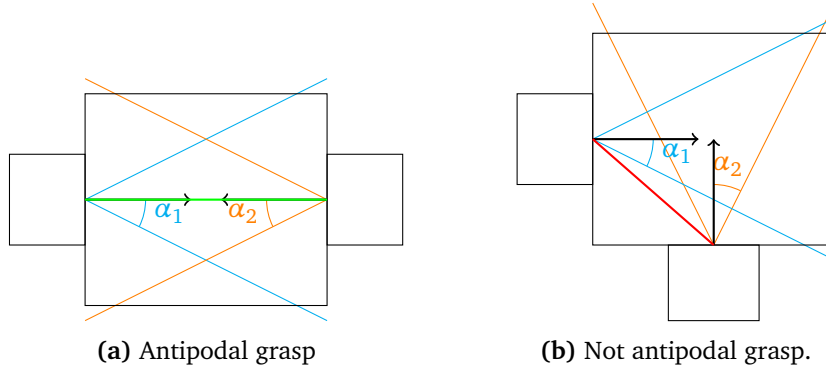 α₁ α₂
α₁ α₂
(a) Antipodal grasp
(b) Not antipodal grasp.